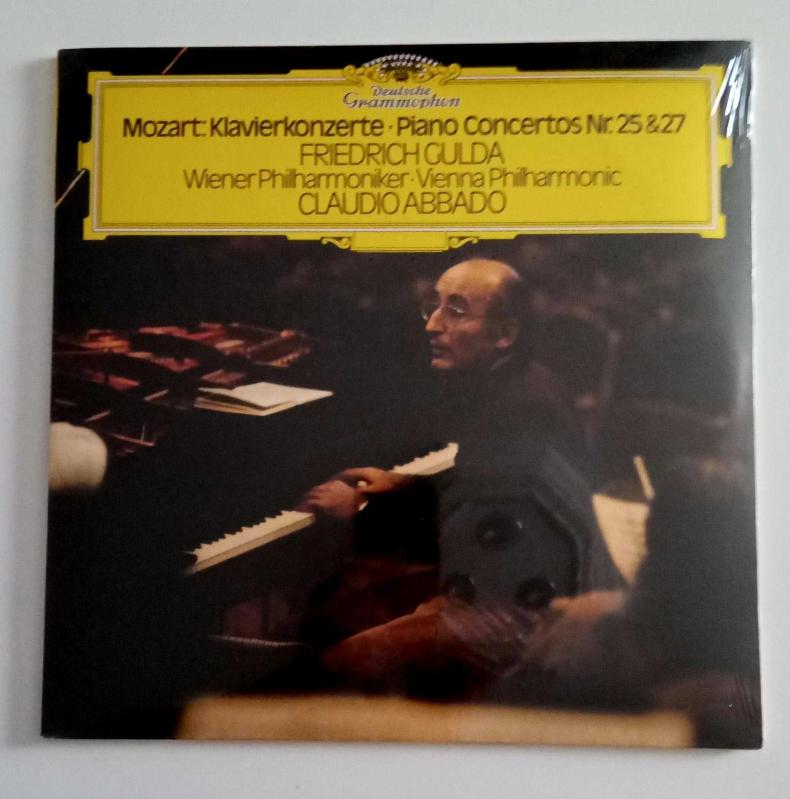 Deutsche
Grammophon
Mozart: Klavierkonzerte · Piano Concertos Nr. 25 & 27
FRIEDRICH GULDA
Wiener Philharmoniker · Vienna Philharmonic
CLAUDIO ABBADO